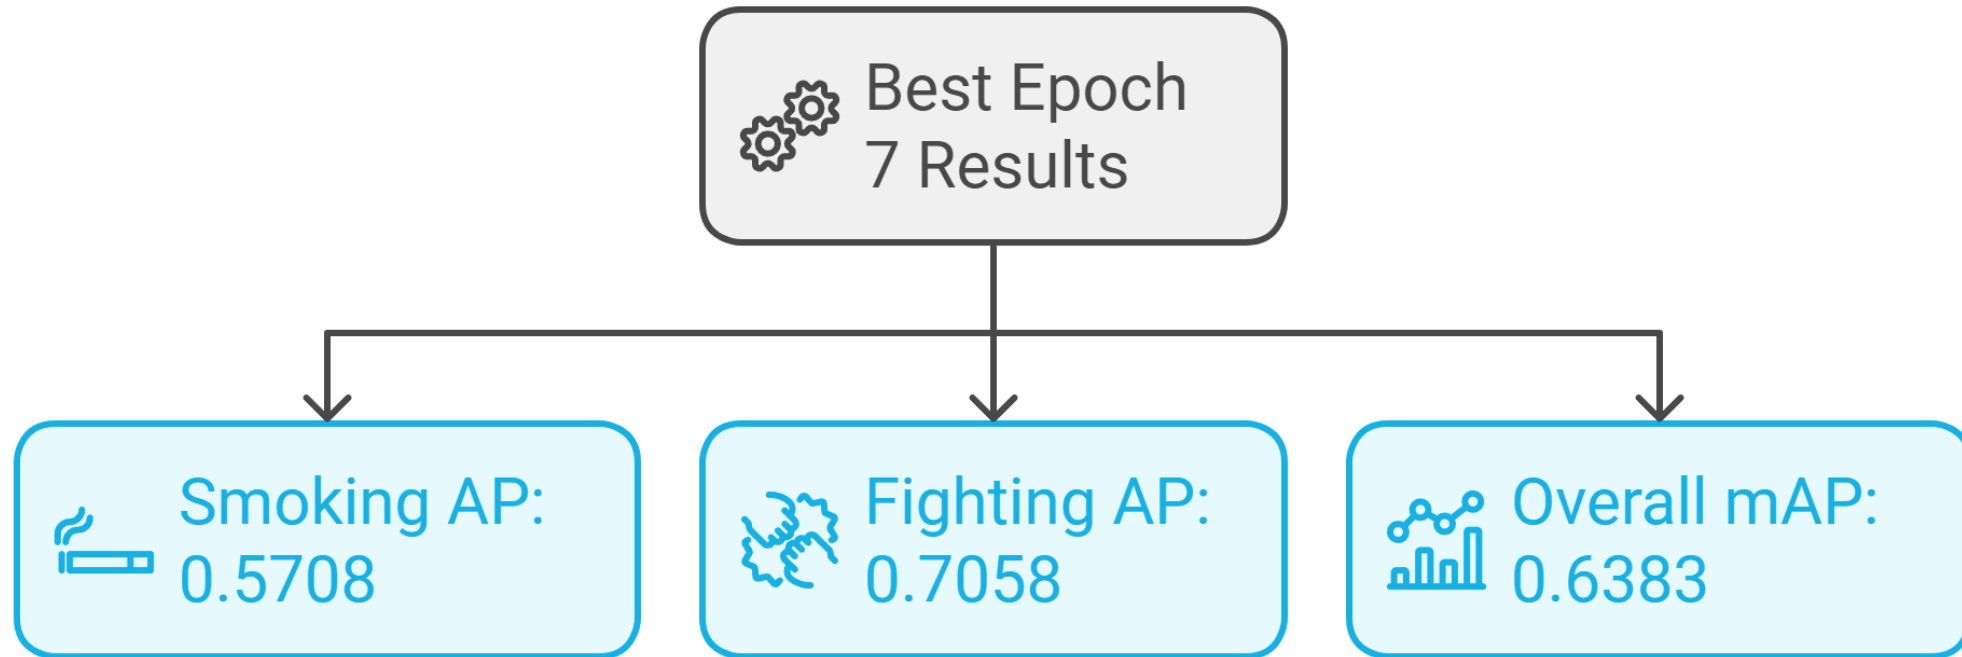 Best Epoch
7 Results
Smoking AP:
0.5708
Fighting AP:
0.7058
Overall mAP:
0.6383